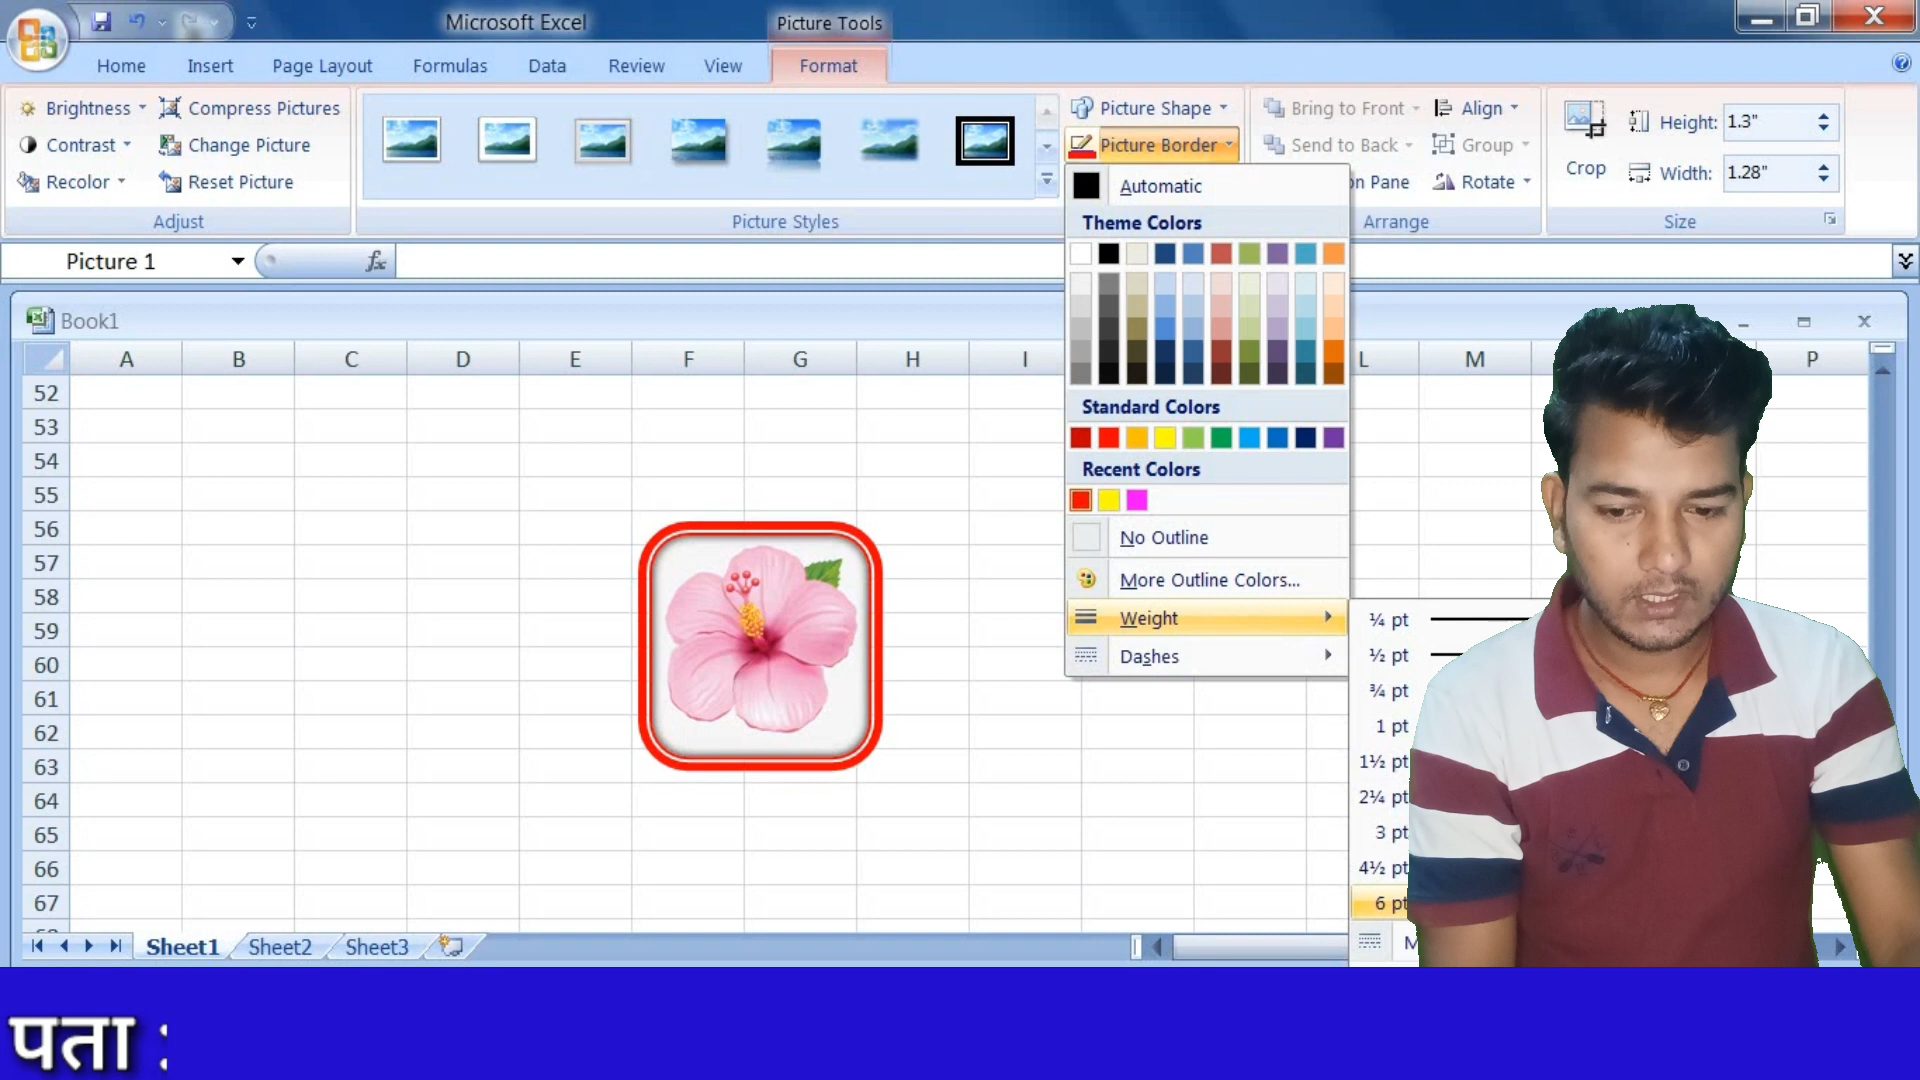 Microsoft Excel
Picture Tools
Home Insert Page Layout Formulas Data Review View Format
Brightness Compress Pictures
Contrast Change Picture
Recolor Reset Picture
Adjust
Picture Styles
Picture Shape
Picture Border
Bring to Front Align
Send to Back Group
n Pane Rotate
Arrange
Crop
Height: 1.3"
Width: 1.28"
Size
Picture 1
fx
Automatic
Theme Colors
Standard Colors
Recent Colors
No Outline
More Outline Colors...
Weight
Dashes
¼ pt
½ pt
¾ pt
1 pt
1½ pt
2¼ pt
3 pt
4½ pt
6 pt
M
Book1
A B C D E F G H I L M P
52
53
54
55
56
57
58
59
60
61
62
63
64
65
66
67
Sheet1 Sheet2 Sheet3
पता :